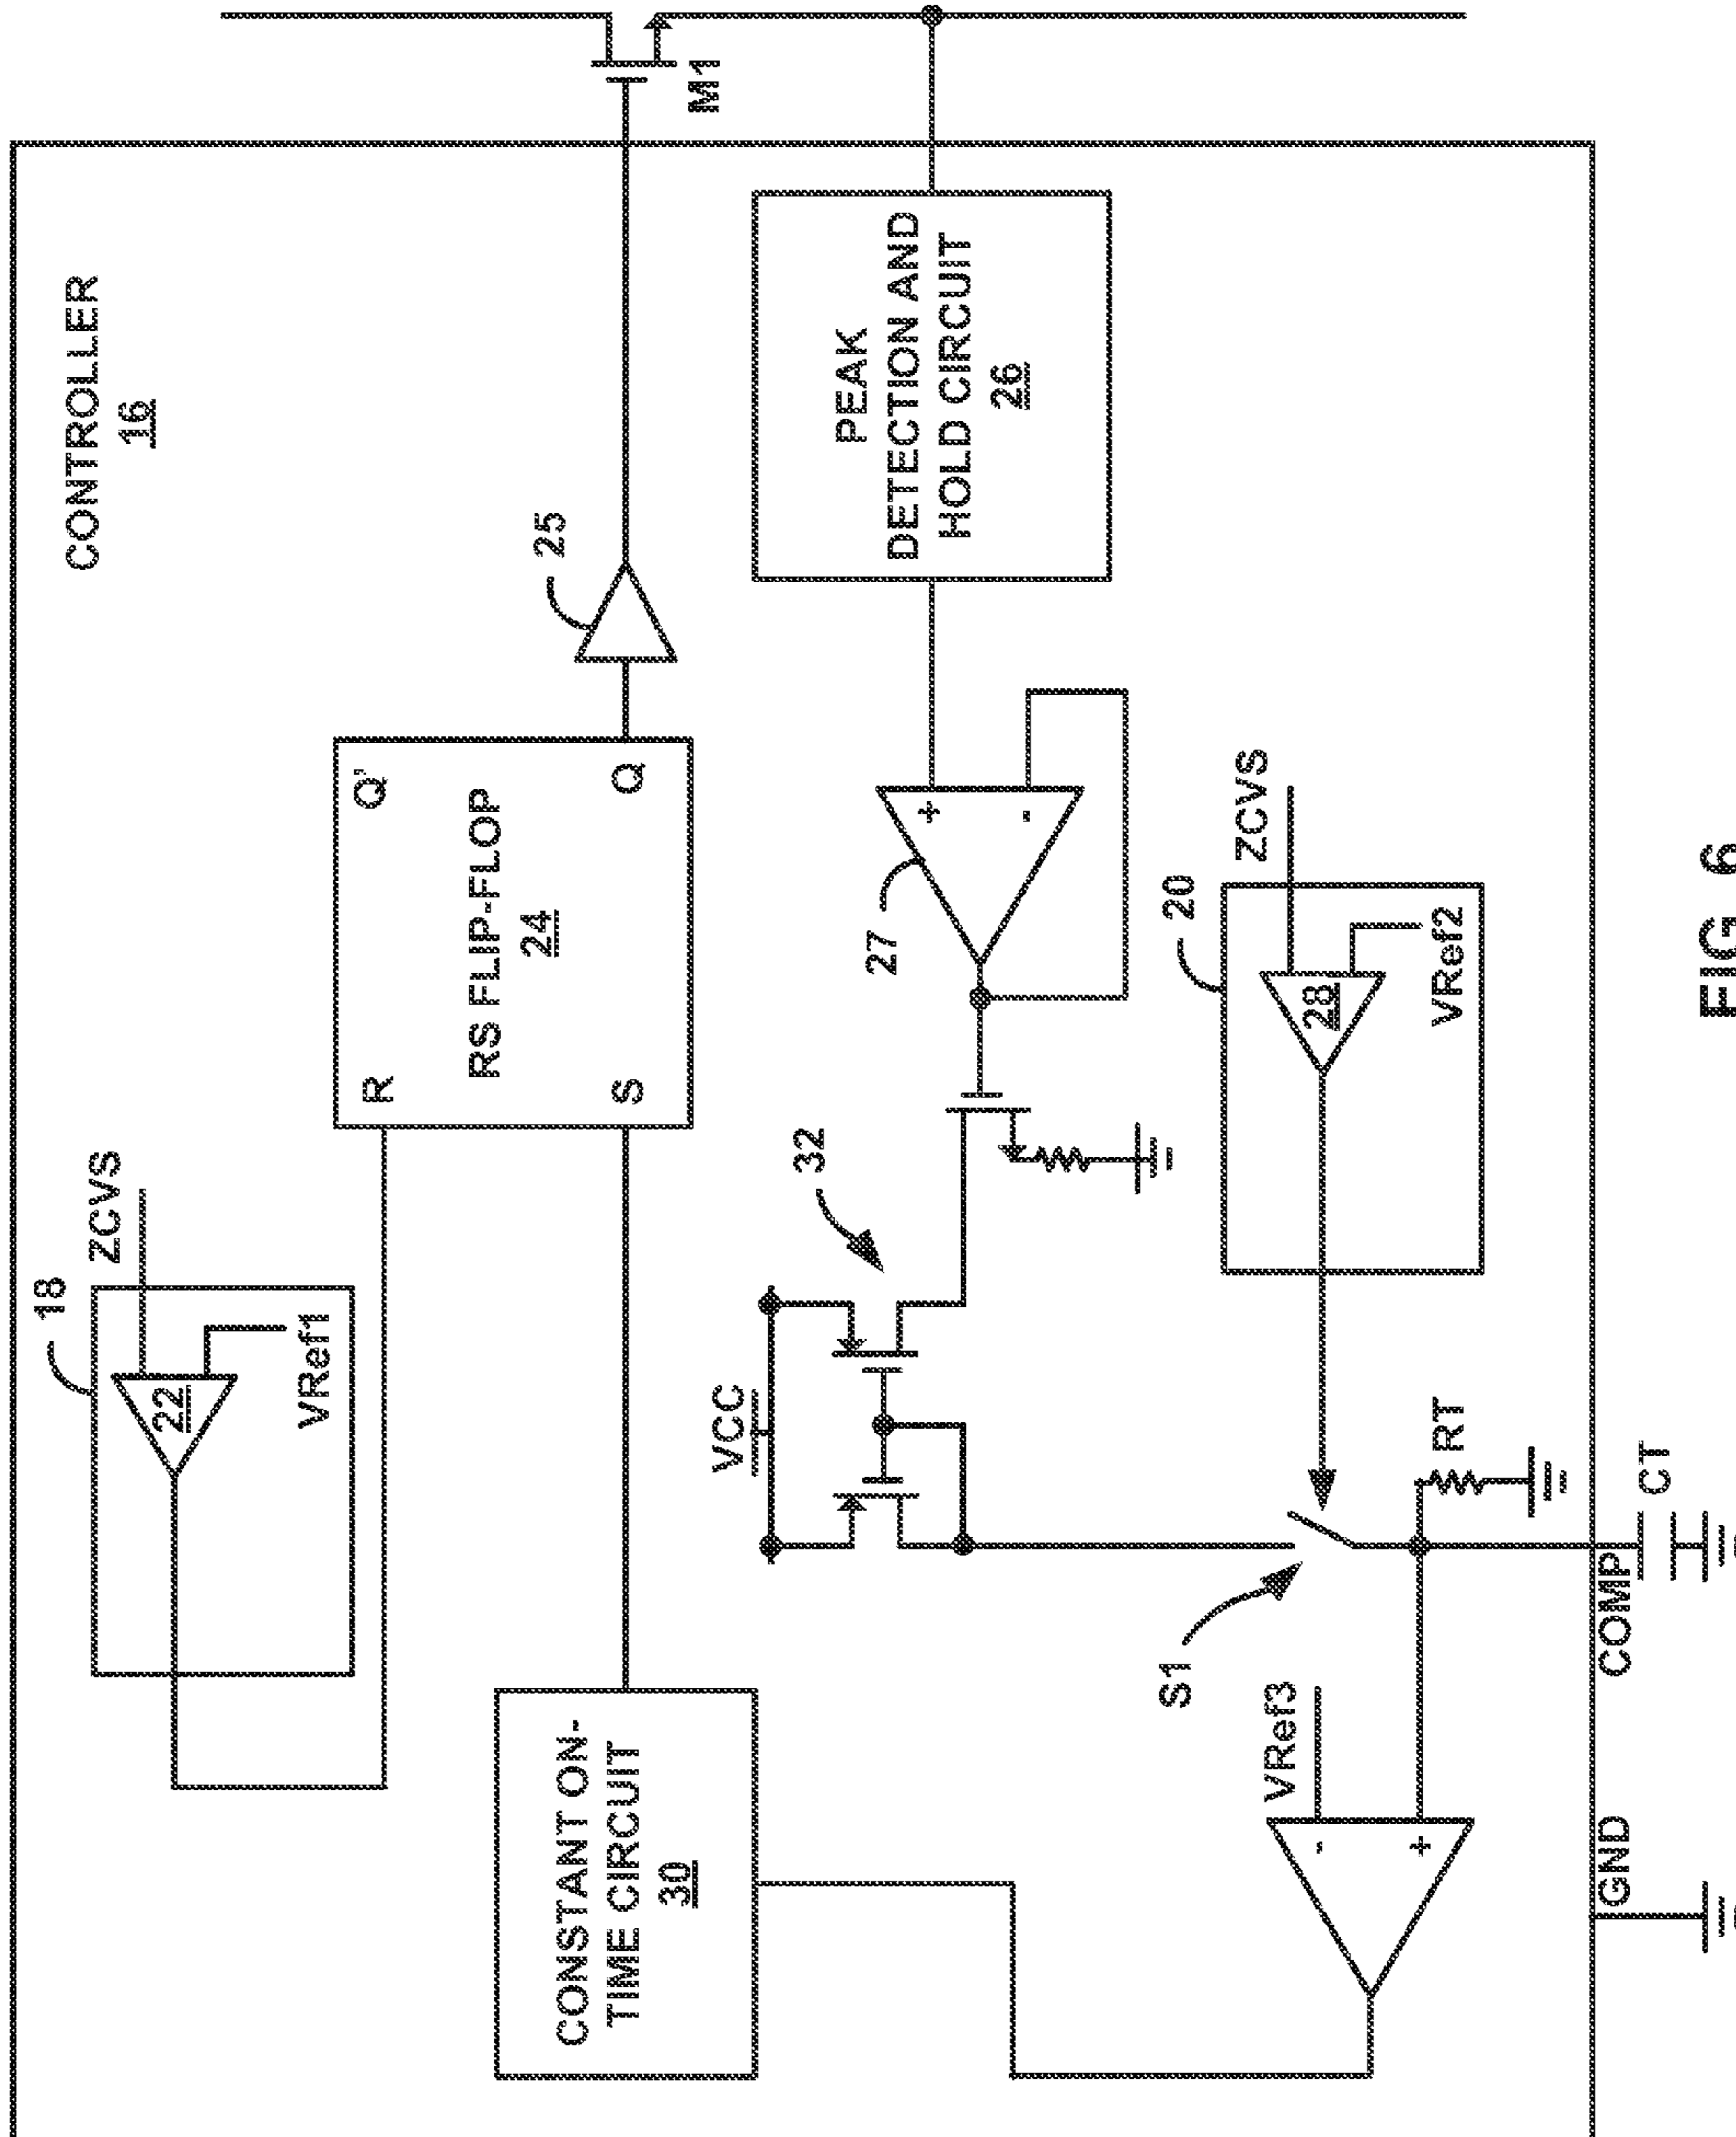 CONTROLLER
16
18
ZCVS
22
VRef1
R
Q'
RS FLIP-FLOP
24
S
Q
25
M1
CONSTANT ON-
TIME CIRCUIT
30
VCC
32
27
+
-
PEAK
DETECTION AND
HOLD CIRCUIT
26
S1
20
ZCVS
28
VRef2
VRef3
-
+
RT
GND
COMP
CT
FIG. 6